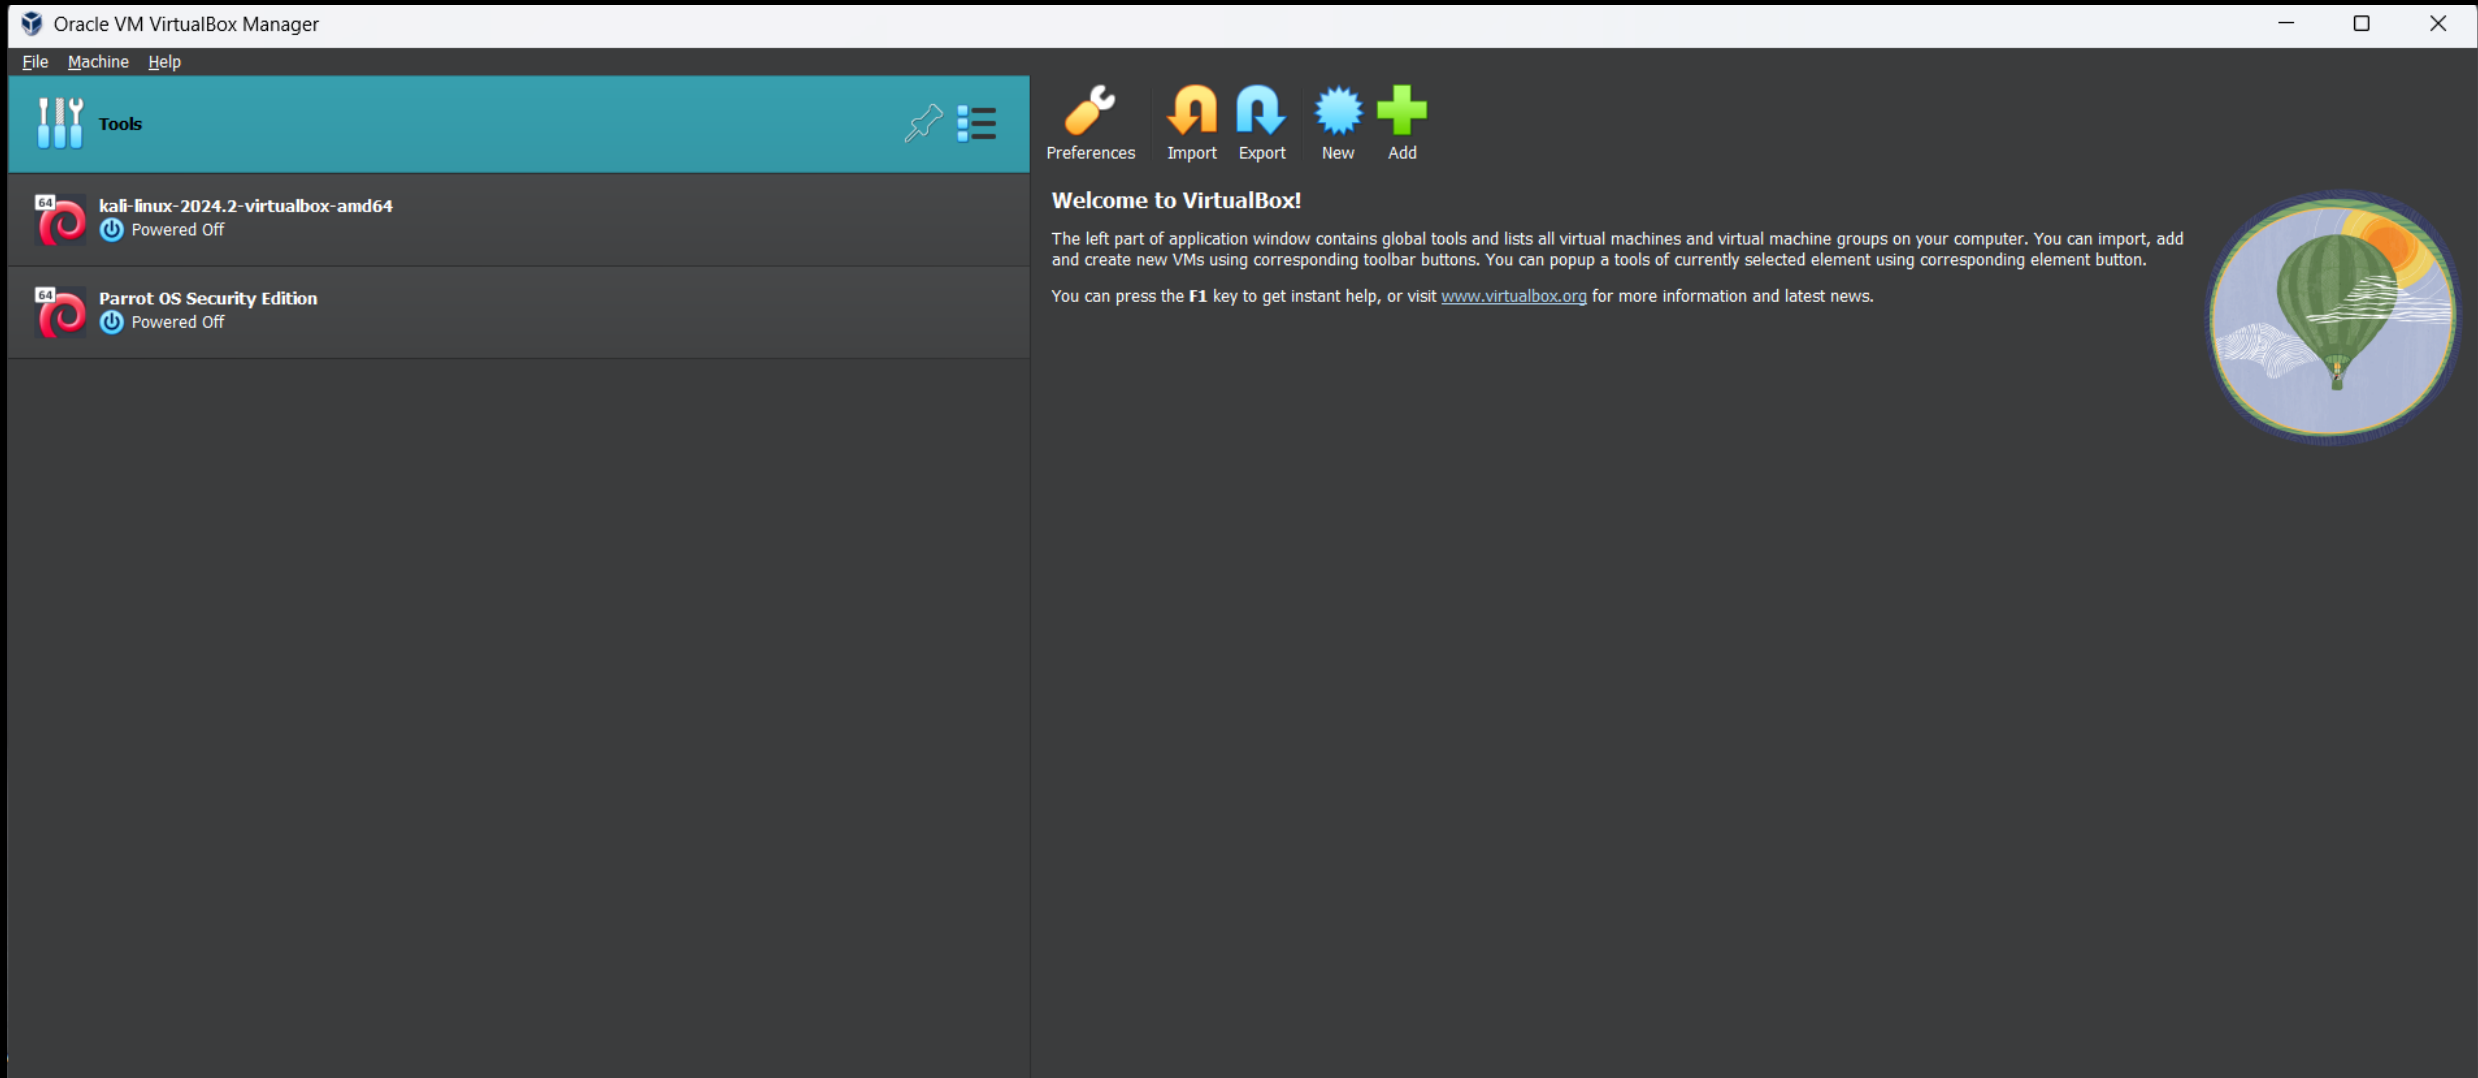 Oracle VM VirtualBox Manager
File Machine Help
Tools
Preferences Import Export New Add
64 kali-linux-2024.2-virtualbox-amd64
Powered Off
64 Parrot OS Security Edition
Powered Off
Welcome to VirtualBox!
The left part of application window contains global tools and lists all virtual machines and virtual machine groups on your computer. You can import, add
and create new VMs using corresponding toolbar buttons. You can popup a tools of currently selected element using corresponding element button.
You can press the F1 key to get instant help, or visit www.virtualbox.org for more information and latest news.